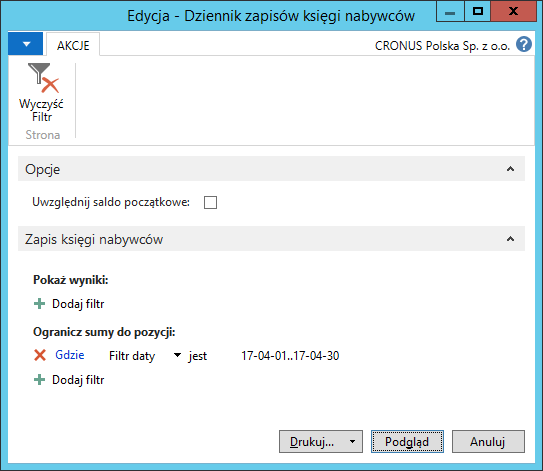 Edycja - Dziennik zapisów księgi nabywców
AKCJE
CRONUS Polska Sp. z o.o.
?
Wyczyść
Filtr
Strona
Opcje
Uwzględnij saldo początkowe:
Zapis księgi nabywców
Pokaż wyniki:
Dodaj filtr
Ogranicz sumy do pozycji:
Gdzie Filtr daty jest 17-04-01..17-04-30
Dodaj filtr
Drukuj... Podgląd Anuluj